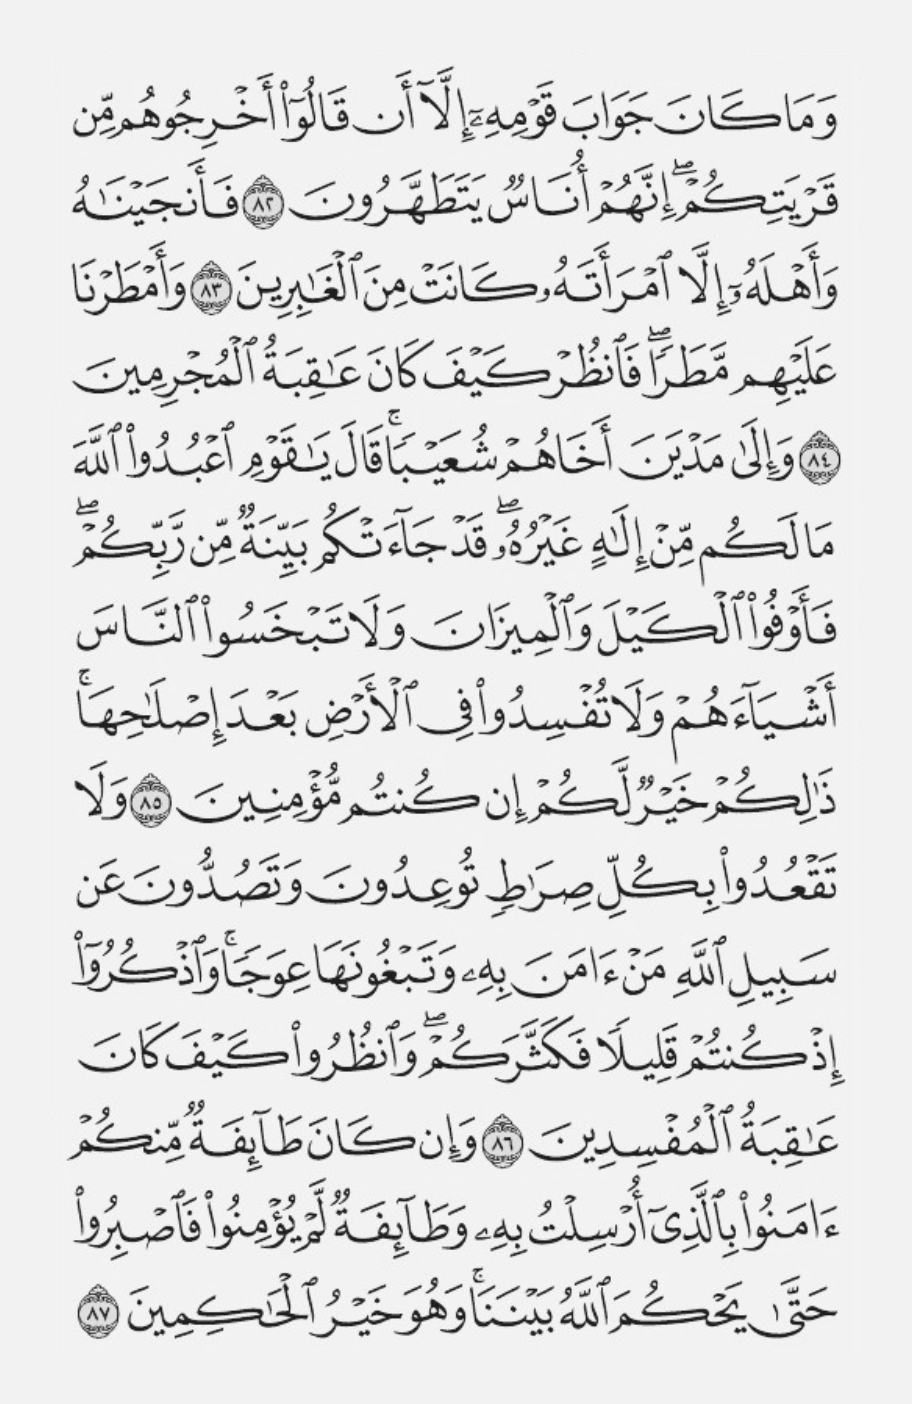 وَمَا كَانَ جَوَابَ قَوْمِهِۦٓ إِلَّآ أَن قَالُوٓا۟ أَخْرِجُوهُم مِّن
قَرْيَتِكُمْ ۖ إِنَّهُمْ أُنَاسٌ يَتَطَهَّرُونَ ٨٢ فَأَنجَيْنَٰهُ
وَأَهْلَهُۥٓ إِلَّا ٱمْرَأَتَهُۥ كَانَتْ مِنَ ٱلْغَٰبِرِينَ ٨٣ وَأَمْطَرْنَا
عَلَيْهِم مَّطَرًا ۖ فَٱنظُرْ كَيْفَ كَانَ عَٰقِبَةُ ٱلْمُجْرِمِينَ
٨٤ وَإِلَىٰ مَدْيَنَ أَخَاهُمْ شُعَيْبًا ۚ قَالَ يَٰقَوْمِ ٱعْبُدُوا۟ ٱللَّهَ
مَا لَكُم مِّنْ إِلَٰهٍ غَيْرُهُۥ ۖ قَدْ جَآءَتْكُم بَيِّنَةٌ مِّن رَّبِّكُمْ ۖ
فَأَوْفُوا۟ ٱلْكَيْلَ وَٱلْمِيزَانَ وَلَا تَبْخَسُوا۟ ٱلنَّاسَ
أَشْيَآءَهُمْ وَلَا تُفْسِدُوا۟ فِى ٱلْأَرْضِ بَعْدَ إِصْلَٰحِهَا ۚ
ذَٰلِكُمْ خَيْرٌ لَّكُمْ إِن كُنتُم مُّؤْمِنِينَ ٨٥ وَلَا
تَقْعُدُوا۟ بِكُلِّ صِرَٰطٍ تُوعِدُونَ وَتَصُدُّونَ عَن
سَبِيلِ ٱللَّهِ مَنْ ءَامَنَ بِهِۦ وَتَبْغُونَهَا عِوَجًا ۚ وَٱذْكُرُوٓا۟
إِذْ كُنتُمْ قَلِيلًا فَكَثَّرَكُمْ ۖ وَٱنظُرُوا۟ كَيْفَ كَانَ
عَٰقِبَةُ ٱلْمُفْسِدِينَ ٨٦ وَإِن كَانَ طَآئِفَةٌ مِّنكُمْ
ءَامَنُوا۟ بِٱلَّذِىٓ أُرْسِلْتُ بِهِۦ وَطَآئِفَةٌ لَّمْ يُؤْمِنُوا۟ فَٱصْبِرُوا۟
حَتَّىٰ يَحْكُمَ ٱللَّهُ بَيْنَنَا ۚ وَهُوَ خَيْرُ ٱلْحَٰكِمِينَ ٨٧